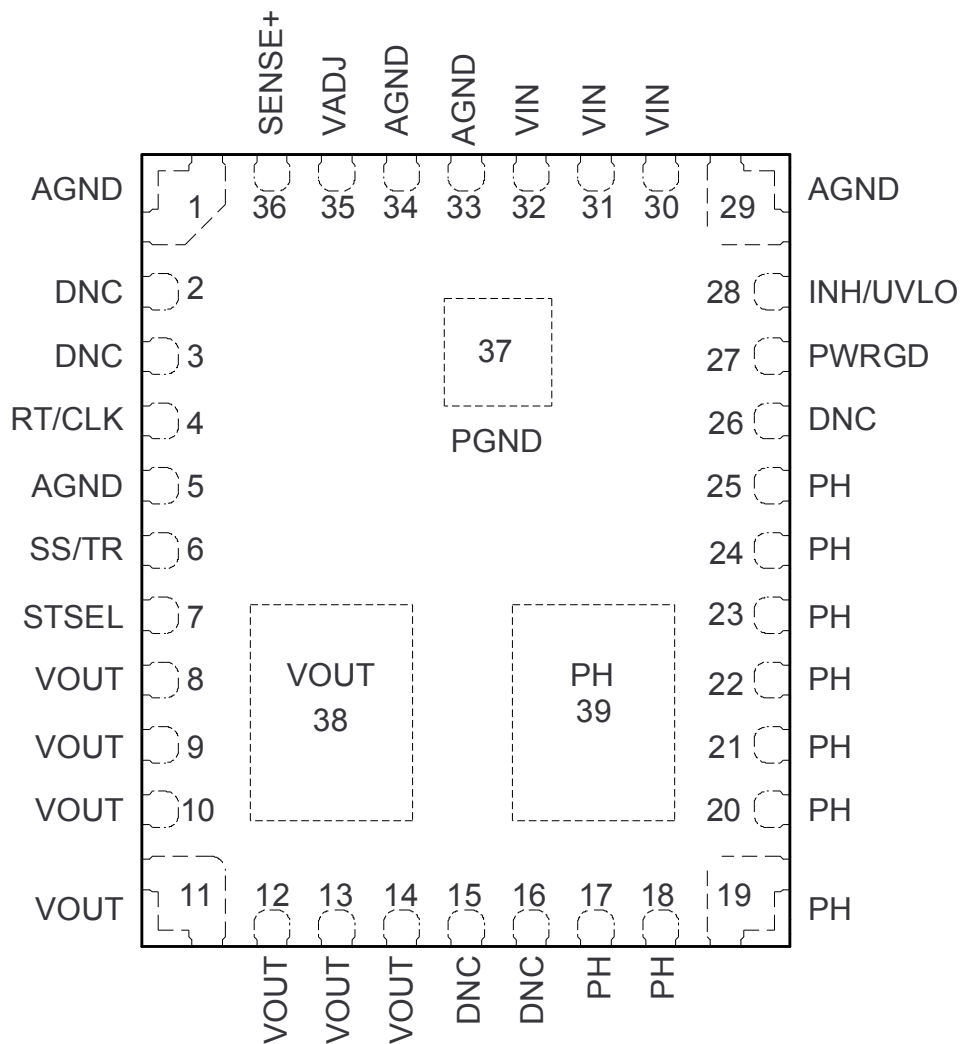 SENSE+ VADJ AGND AGND VIN VIN VIN
AGND 1 36 35 34 33 32 31 30 29 AGND
DNC 2 28 INH/UVLO
DNC 3 37 27 PWRGD
RT/CLK 4 26 DNC
PGND
AGND 5 25 PH
SS/TR 6 24 PH
STSEL 7 23 PH
VOUT 8 VOUT PH 22 PH
38 39
VOUT 9 21 PH
VOUT 10 20 PH
VOUT 11 12 13 14 15 16 17 18 19 PH
VOUT VOUT VOUT DNC DNC PH PH